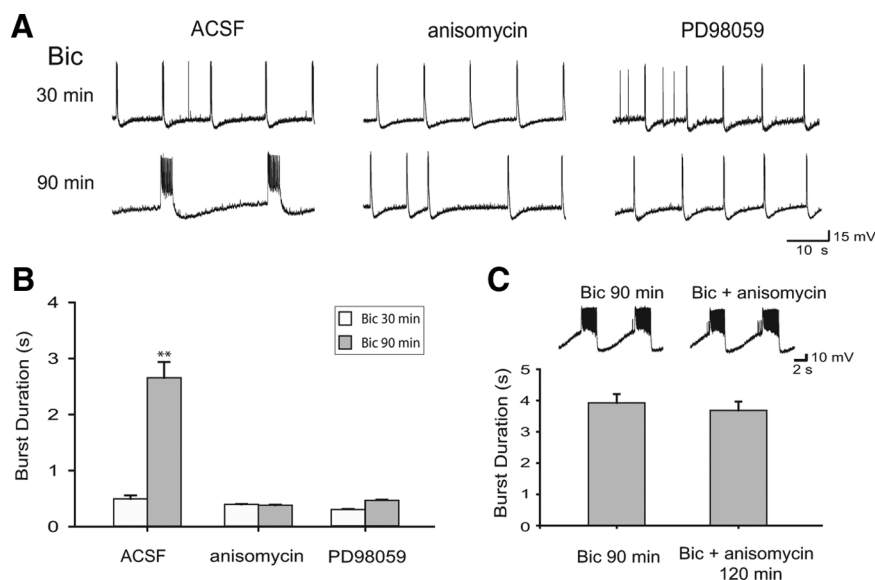 A
ACSF
anisomycin
PD98059
Bic
30 min
90 min
15 mV
10 s
B
Burst Duration (s)
4
3
2
1
0
**
Bic 30 min
Bic 90 min
ACSF
anisomycin
PD98059
C
Bic 90 min
Bic + anisomycin
10 mV
2 s
Burst Duration (s)
5
4
3
2
1
0
Bic 90 min
Bic + anisomycin
120 min